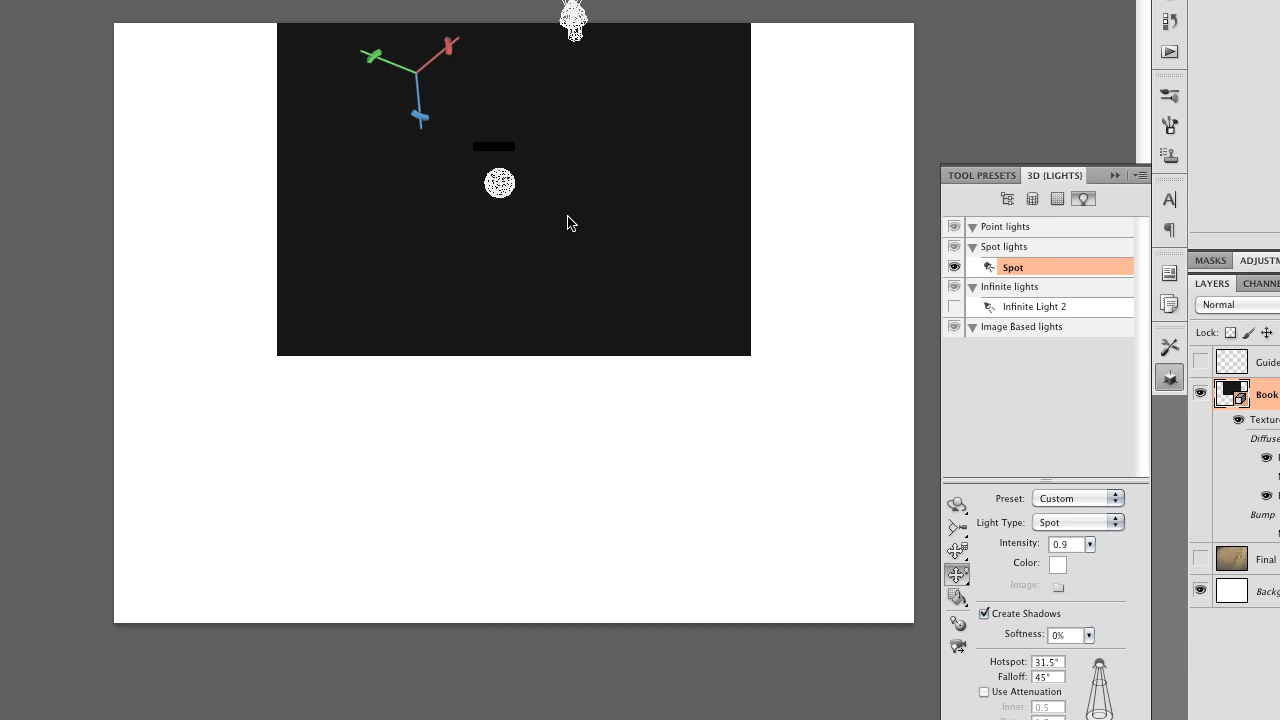 TOOL PRESETS
3D {LIGHTS}
Point lights
Spot lights
Spot
Infinite lights
Infinite Light 2
Image Based lights
Preset: Custom
Light Type: Spot
Intensity: 0.9
Color:
Image:
Create Shadows
Softness: 0%
Hotspot: 31.5°
Falloff: 45°
Use Attenuation
Inner: 0.5
A
MASKS
ADJUSTM
LAYERS
CHANNE
Normal
Lock:
Guide
Book
Textur
Diffuse
Bump
Final
Backg